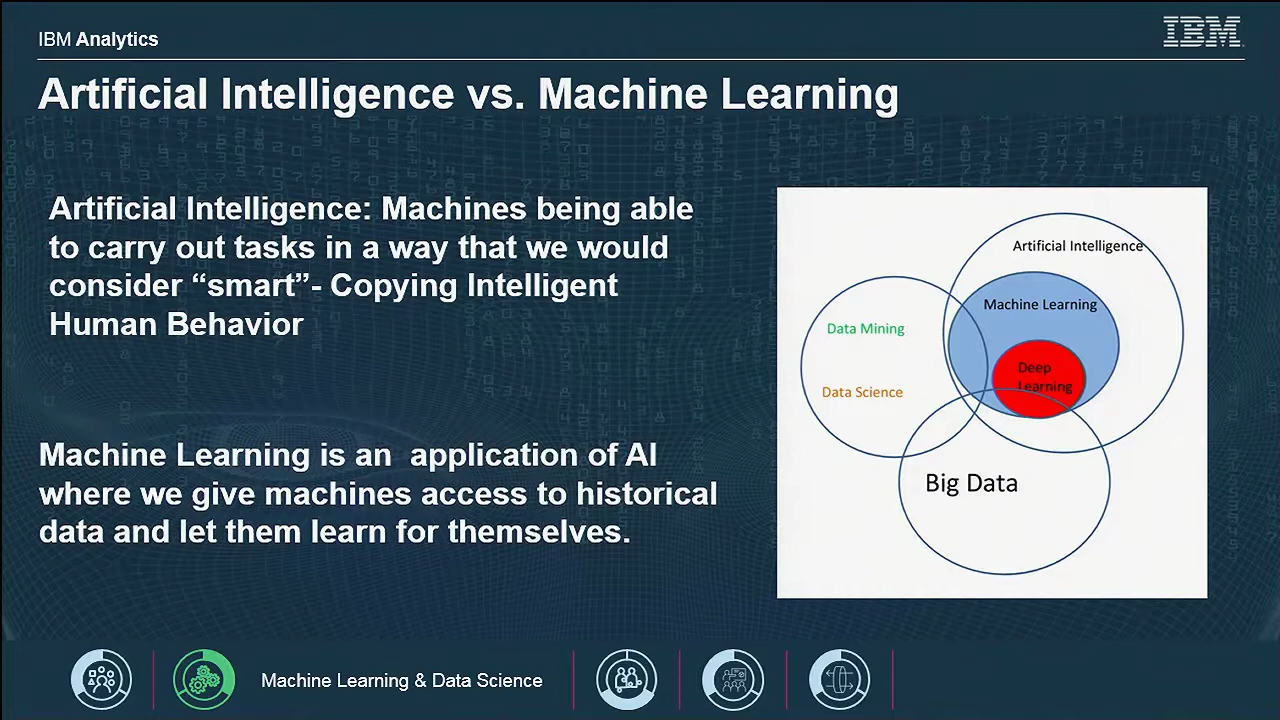 IBM Analytics
IBM
Artificial Intelligence vs. Machine Learning
Artificial Intelligence: Machines being able
to carry out tasks in a way that we would
consider “smart”- Copying Intelligent
Human Behavior
Machine Learning is an application of AI
where we give machines access to historical
data and let them learn for themselves.
Artificial Intelligence
Machine Learning
Data Mining
Deep
Learning
Data Science
Big Data
Machine Learning & Data Science